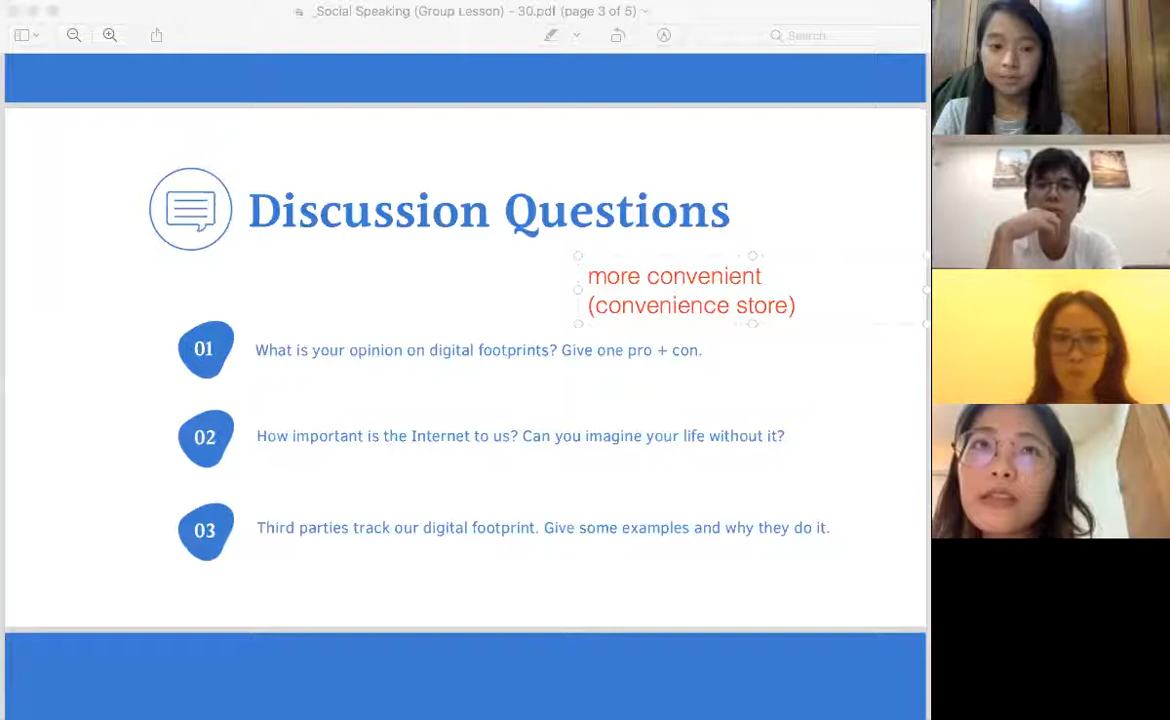 Social Speaking (Group Lesson) – 30.pdf (page 3 of 5)
Search
Discussion Questions
more convenient
(convenience store)
01
What is your opinion on digital footprints? Give one pro + con.
02
How important is the Internet to us? Can you imagine your life without it?
03
Third parties track our digital footprint. Give some examples and why they do it.